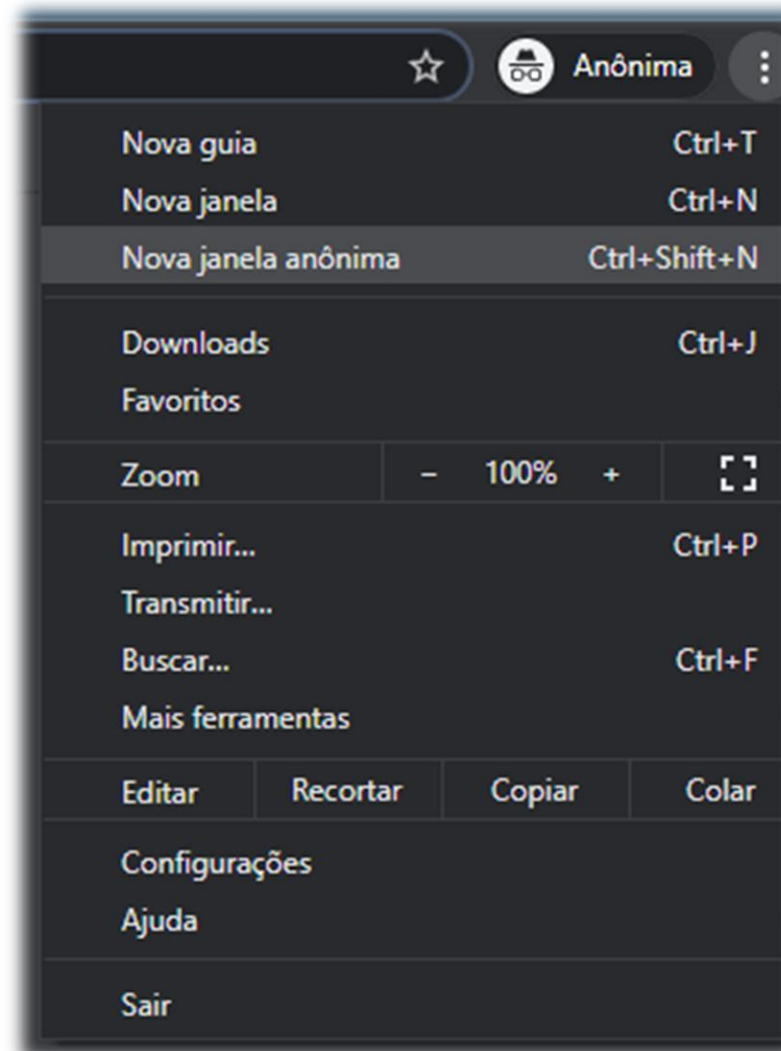 Anônima
Nova guia Ctrl+T
Nova janela Ctrl+N
Nova janela anônima Ctrl+Shift+N
Downloads Ctrl+J
Favoritos
Zoom - 100% +
Imprimir... Ctrl+P
Transmitir...
Buscar... Ctrl+F
Mais ferramentas
Editar Recortar Copiar Colar
Configurações
Ajuda
Sair